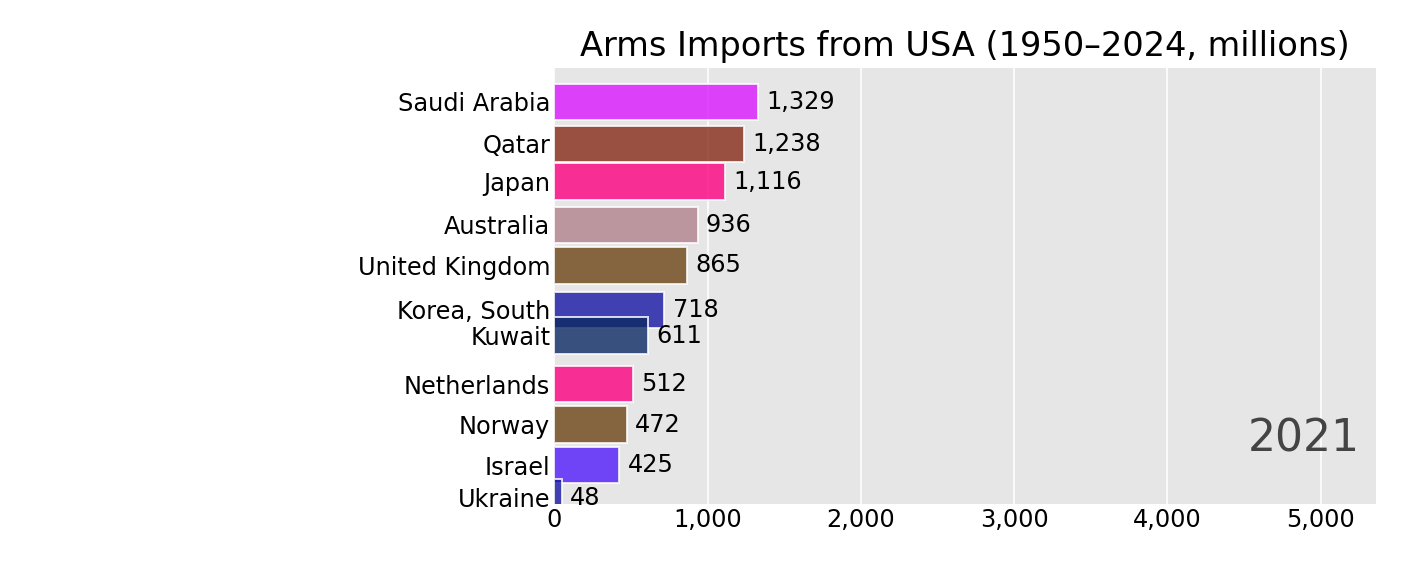 Arms Imports from USA (1950–2024, millions)
Saudi Arabia 1,329
Qatar 1,238
Japan 1,116
Australia 936
United Kingdom 865
Korea, South 718
Kuwait 611
Netherlands 512
Norway 472
2021
Israel 425
Ukraine 48
0 1,000 2,000 3,000 4,000 5,000